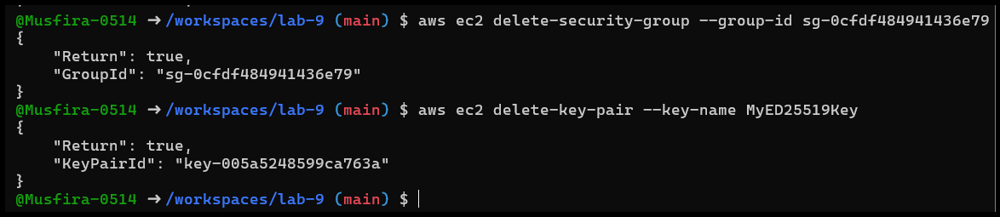 @Musfira-0514 ➜ /workspaces/lab-9 (main) $ aws ec2 delete-security-group --group-id sg-0cfdf484941436e79
{
    "Return": true,
    "GroupId": "sg-0cfdf484941436e79"
}
@Musfira-0514 ➜ /workspaces/lab-9 (main) $ aws ec2 delete-key-pair --key-name MyED25519Key
{
    "Return": true,
    "KeyPairId": "key-005a5248599ca763a"
}
@Musfira-0514 ➜ /workspaces/lab-9 (main) $